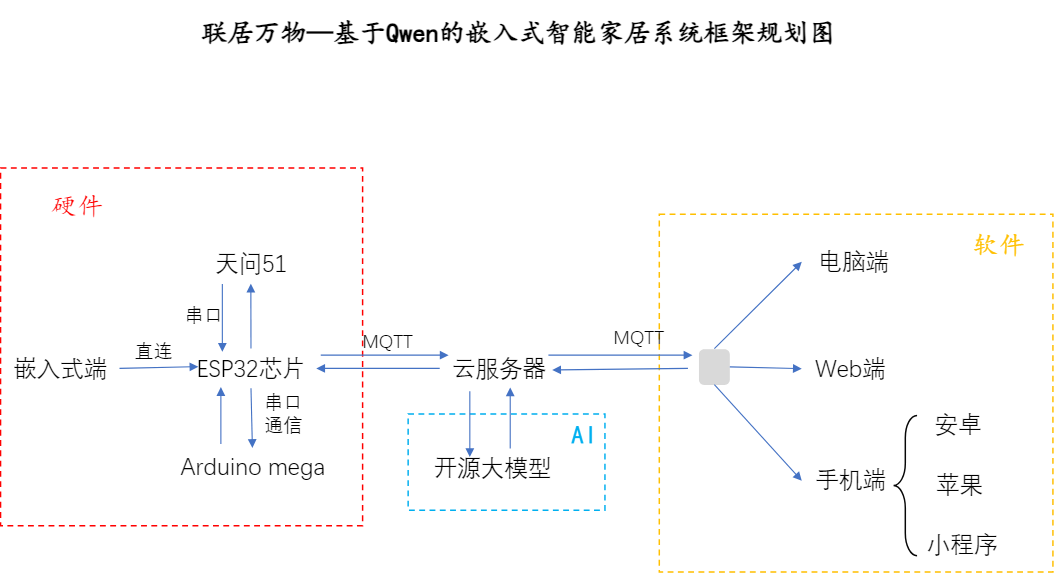 联居万物—基于Qwen的嵌入式智能家居系统框架规划图
硬件
天问51
串口
嵌入式端
直连
ESP32芯片
串口
通信
Arduino mega
MQTT
云服务器
MQTT
AI
开源大模型
软件
电脑端
Web端
手机端
安卓
苹果
小程序